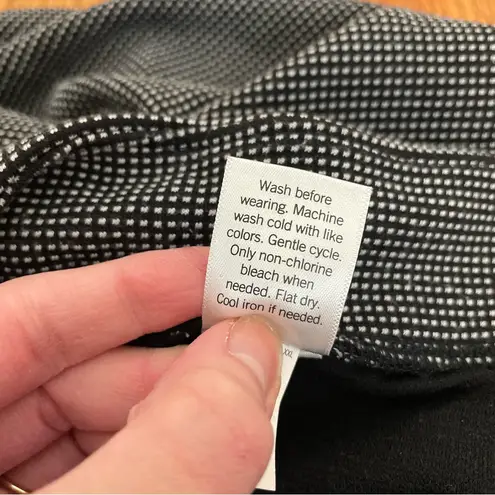 Wash before
wearing. Machine
wash cold with like
colors. Gentle cycle.
Only non-chlorine
bleach when
needed. Flat dry.
Cool iron if needed.
XXL